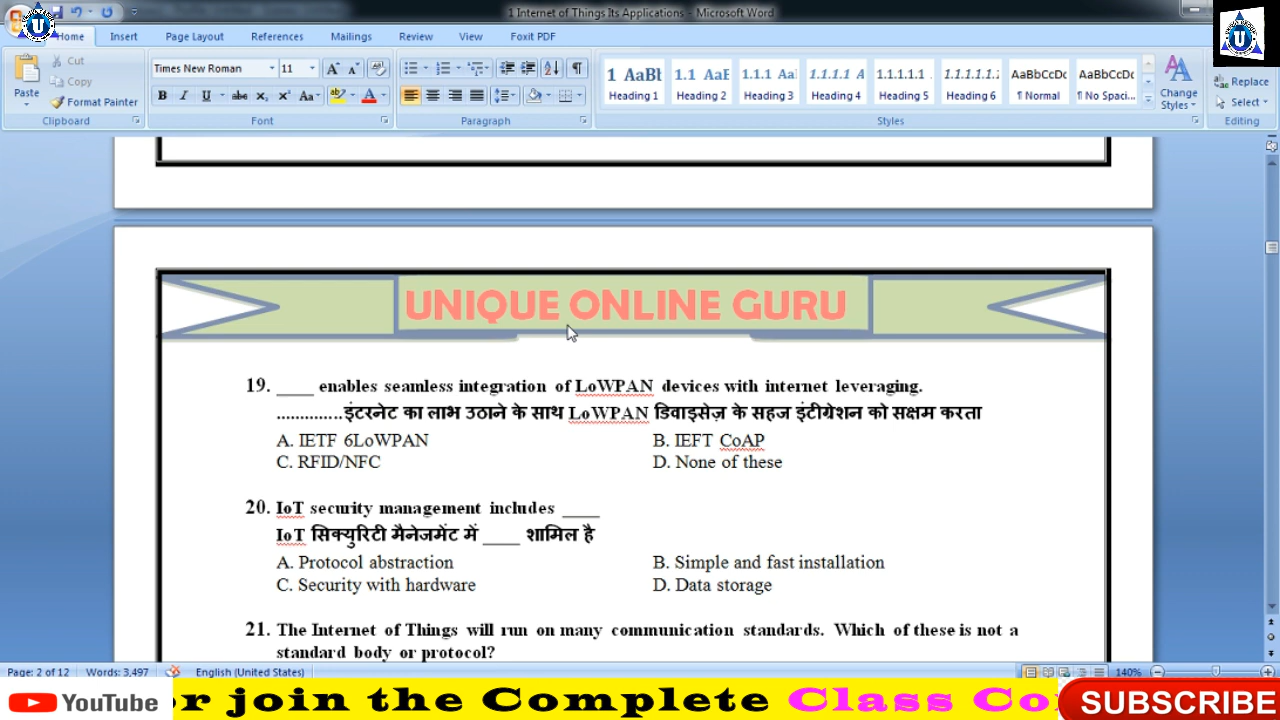 1 Internet of Things Its Applications - Microsoft Word
Home Insert Page Layout References Mailings Review View Foxit PDF
Paste
Cut
Copy
Format Painter
Clipboard
Times New Roman 11
Font
Paragraph
1 AaBb 1.1 AaE 1.1.1 Aa 1.1.1.1 A 1.1.1.1.1 1.1.1.1.1. AaBbCcDc AaBbCcDc
Heading 1 Heading 2 Heading 3 Heading 4 Heading 5 Heading 6 ¶ Normal ¶ No Spaci...
Change Styles
Styles
Replace
Select
Editing
UNIQUE ONLINE GURU
19. ____ enables seamless integration of LoWPAN devices with internet leveraging.
..............इंटरनेट का लाभ उठाने के साथ LoWPAN डिवाइसेज़ के सहज इंटीग्रेशन को सक्षम करता
A. IETF 6LoWPAN B. IEFT CoAP
C. RFID/NFC D. None of these
20. IoT security management includes ____
IoT सिक्युरिटी मैनेजमेंट में ____ शामिल है
A. Protocol abstraction B. Simple and fast installation
C. Security with hardware D. Data storage
21. The Internet of Things will run on many communication standards. Which of these is not a
standard body or protocol?
Page: 2 of 12 Words: 3,497 English (United States) 140%
YouTube or join the Complete Class Co SUBSCRIBE